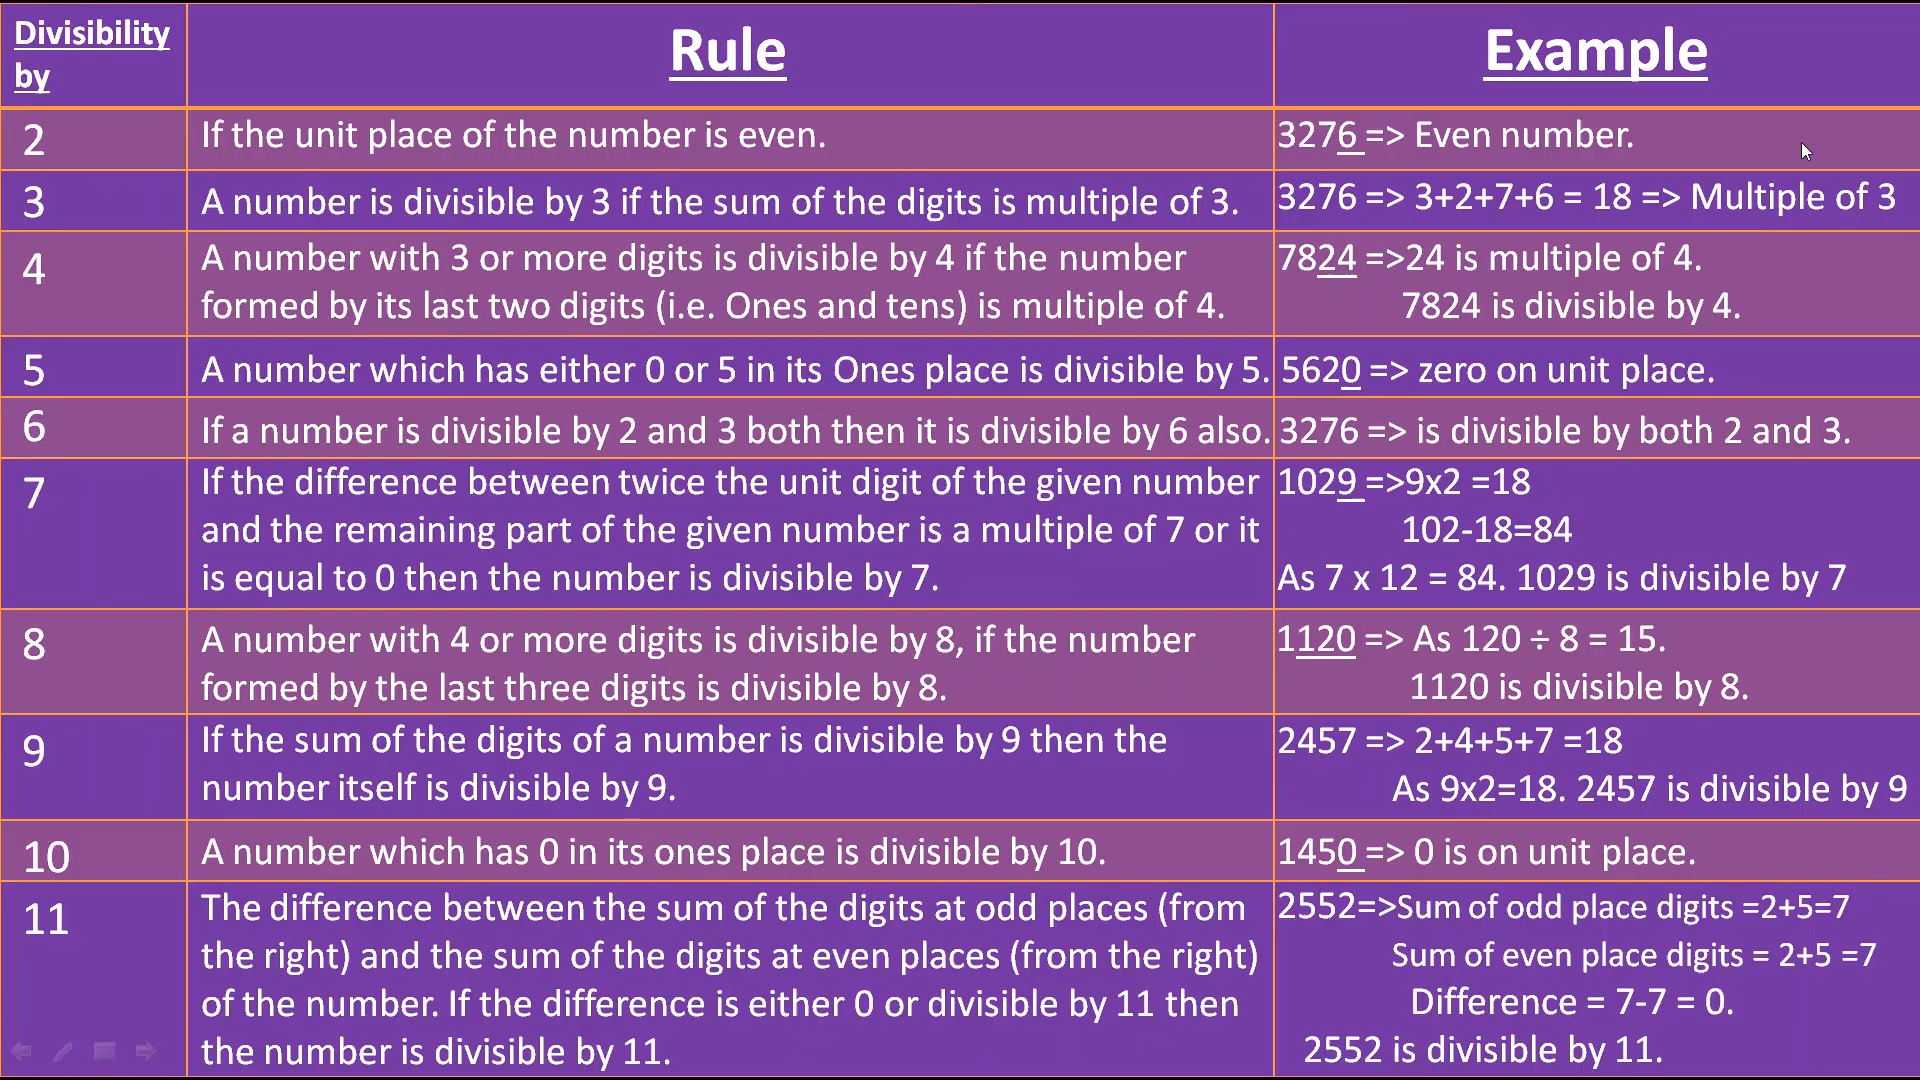 Divisibility by
Rule
Example
2
If the unit place of the number is even.
3276 => Even number.
3
A number is divisible by 3 if the sum of the digits is multiple of 3.
3276 => 3+2+7+6 = 18 => Multiple of 3
4
A number with 3 or more digits is divisible by 4 if the number
formed by its last two digits (i.e. Ones and tens) is multiple of 4.
7824 =>24 is multiple of 4.
7824 is divisible by 4.
5
A number which has either 0 or 5 in its Ones place is divisible by 5.
5620 => zero on unit place.
6
If a number is divisible by 2 and 3 both then it is divisible by 6 also.
3276 => is divisible by both 2 and 3.
7
If the difference between twice the unit digit of the given number
and the remaining part of the given number is a multiple of 7 or it
is equal to 0 then the number is divisible by 7.
1029 =>9x2 =18
102-18=84
As 7 x 12 = 84. 1029 is divisible by 7
8
A number with 4 or more digits is divisible by 8, if the number
formed by the last three digits is divisible by 8.
1120 => As 120 ÷ 8 = 15.
1120 is divisible by 8.
9
If the sum of the digits of a number is divisible by 9 then the
number itself is divisible by 9.
2457 => 2+4+5+7 =18
As 9x2=18. 2457 is divisible by 9
10
A number which has 0 in its ones place is divisible by 10.
1450 => 0 is on unit place.
11
The difference between the sum of the digits at odd places (from
the right) and the sum of the digits at even places (from the right)
of the number. If the difference is either 0 or divisible by 11 then
the number is divisible by 11.
2552=>Sum of odd place digits =2+5=7
Sum of even place digits = 2+5 =7
Difference = 7-7 = 0.
2552 is divisible by 11.